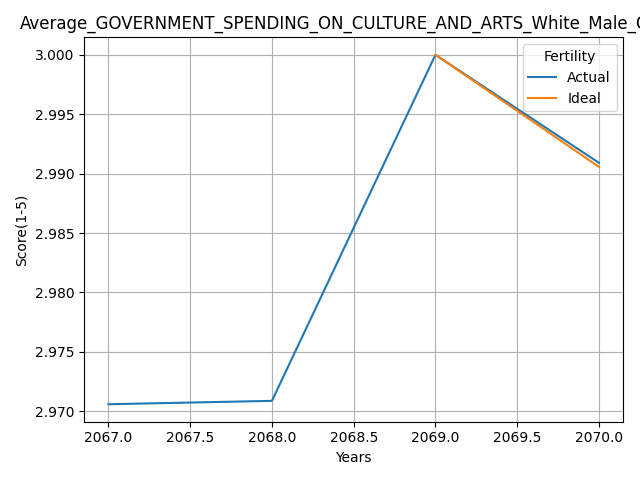 Average_GOVERNMENT_SPENDING_ON_CULTURE_AND_ARTS_White_Male_
Fertility
Actual
Ideal
Score(1-5)
3.000
2.995
2.990
2.985
2.980
2.975
2.970
2067.0 2067.5 2068.0 2068.5 2069.0 2069.5 2070.0
Years